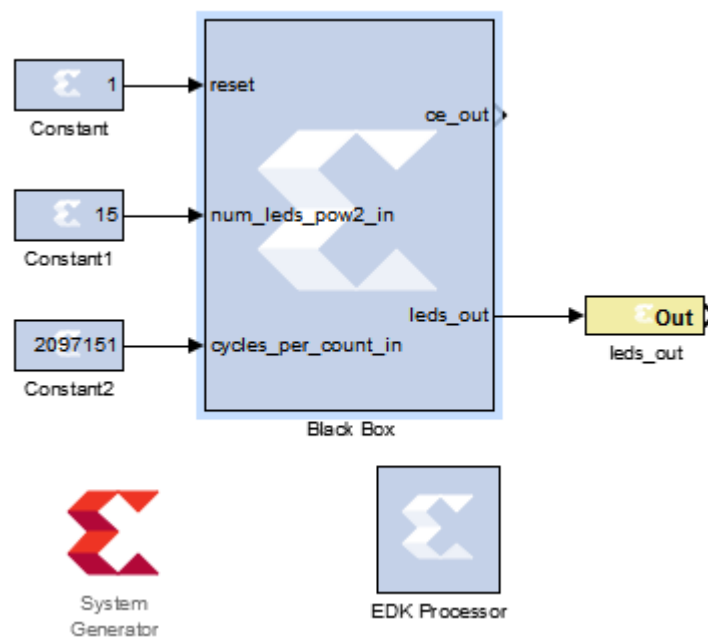 1
reset
ce_out
Constant
15
num_leds_pow2_in
Constant1
leds_out
Out
2097151
cycles_per_count_in
leds_out
Constant2
Black Box
System
Generator
EDK Processor